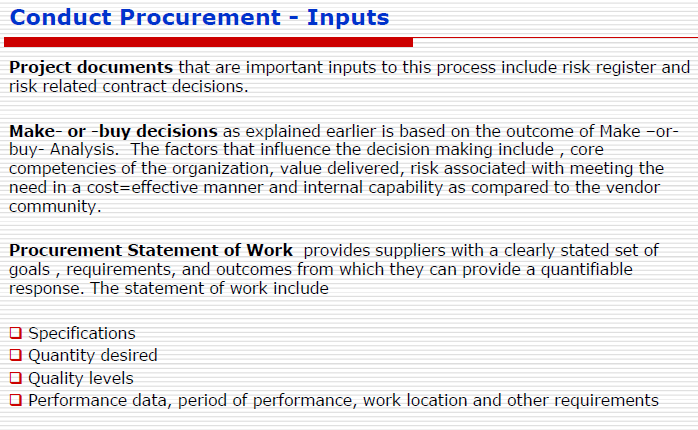 Conduct Procurement - Inputs
Project documents that are important inputs to this process include risk register and
risk related contract decisions.
Make- or -buy decisions as explained earlier is based on the outcome of Make –or-
buy- Analysis.  The factors that influence the decision making include , core
competencies of the organization, value delivered, risk associated with meeting the
need in a cost=effective manner and internal capability as compared to the vendor
community.
Procurement Statement of Work  provides suppliers with a clearly stated set of
goals , requirements, and outcomes from which they can provide a quantifiable
response. The statement of work include
❑ Specifications
❑ Quantity desired
❑ Quality levels
❑ Performance data, period of performance, work location and other requirements